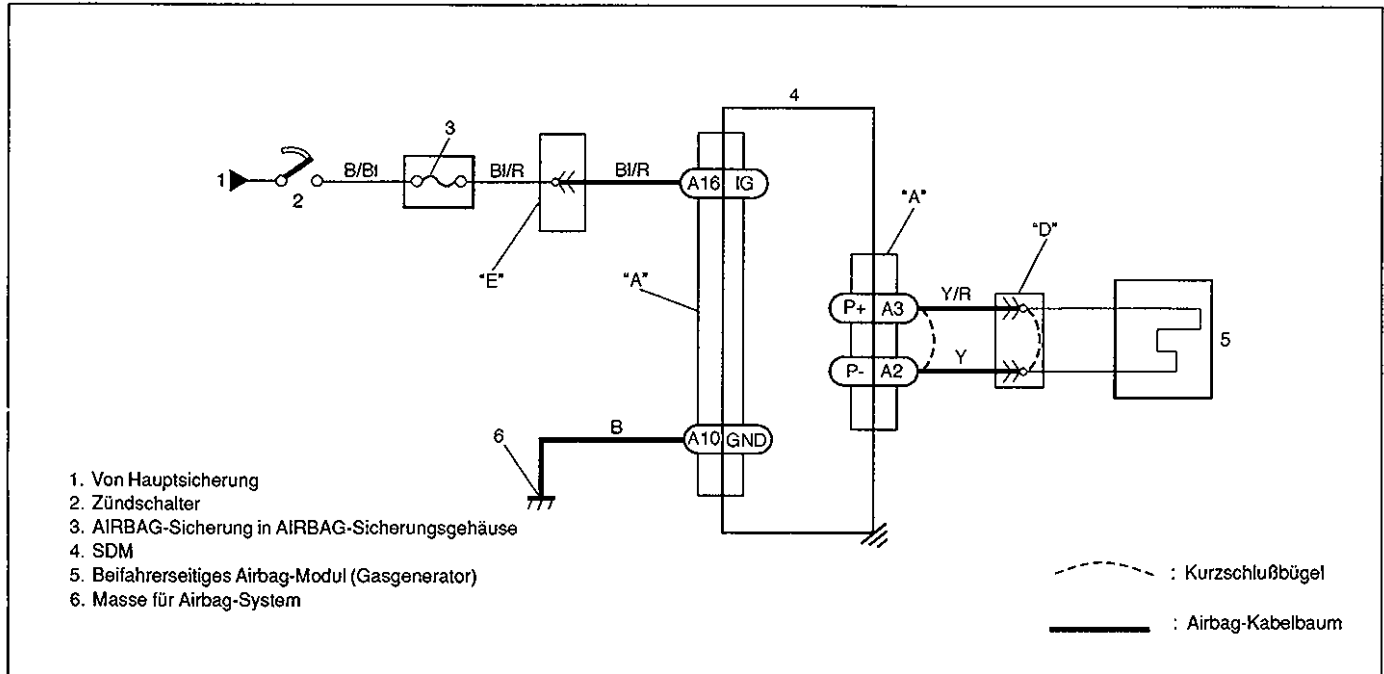 4
3
1
B/Bl
Bl/R
Bl/R
A16 IG
2
"A"
"D"
"E"
"A"
P+ A3
Y/R
5
P- A2
Y
6
B
A10 GND
1. Von Hauptsicherung
2. Zündschalter
3. AIRBAG-Sicherung in AIRBAG-Sicherungsgehäuse
4. SDM
5. Beifahrerseitiges Airbag-Modul (Gasgenerator)
6. Masse für Airbag-System
: Kurzschlußbügel
: Airbag-Kabelbaum